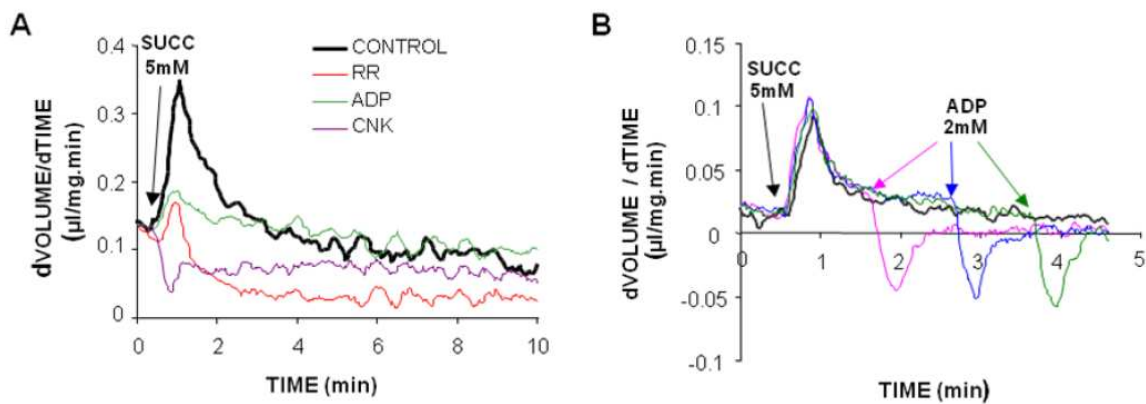 A
SUCC
5mM
CONTROL
RR
ADP
CNK
0.4
0.3
0.2
0.1
0
dVOLUME/dTIME
(µl/mg.min)
0 2 4 6 8 10
TIME (min)
B
SUCC
5mM
ADP
2mM
0.15
0.1
0.05
0
-0.05
-0.1
dVOLUME / dTIME
(µl/mg.min)
0 1 2 3 4 5
TIME (min)